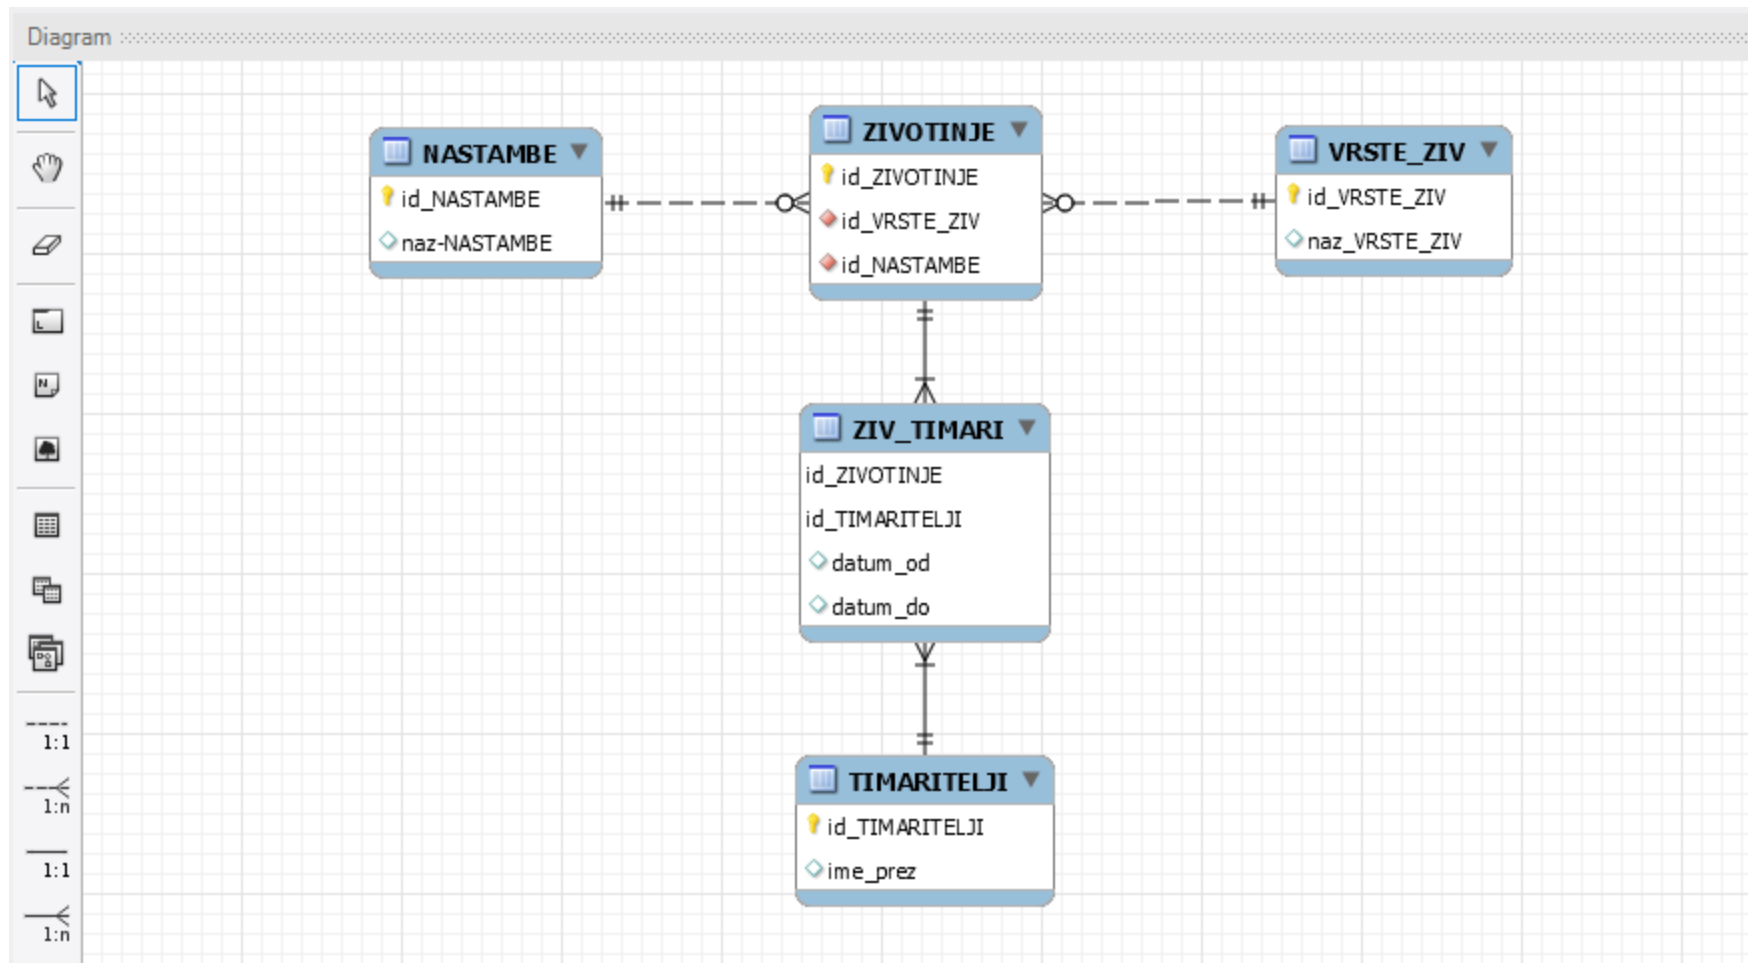 Diagram
NASTAMBE
id_NASTAMBE
naz-NASTAMBE
ZIVOTINJE
id_ZIVOTINJE
id_VRSTE_ZIV
id_NASTAMBE
VRSTE_ZIV
id_VRSTE_ZIV
naz_VRSTE_ZIV
ZIV_TIMARI
id_ZIVOTINJE
id_TIMARITELJI
datum_od
datum_do
TIMARITELJI
id_TIMARITELJI
ime_prez
L
N
1:1
1:n
1:1
1:n